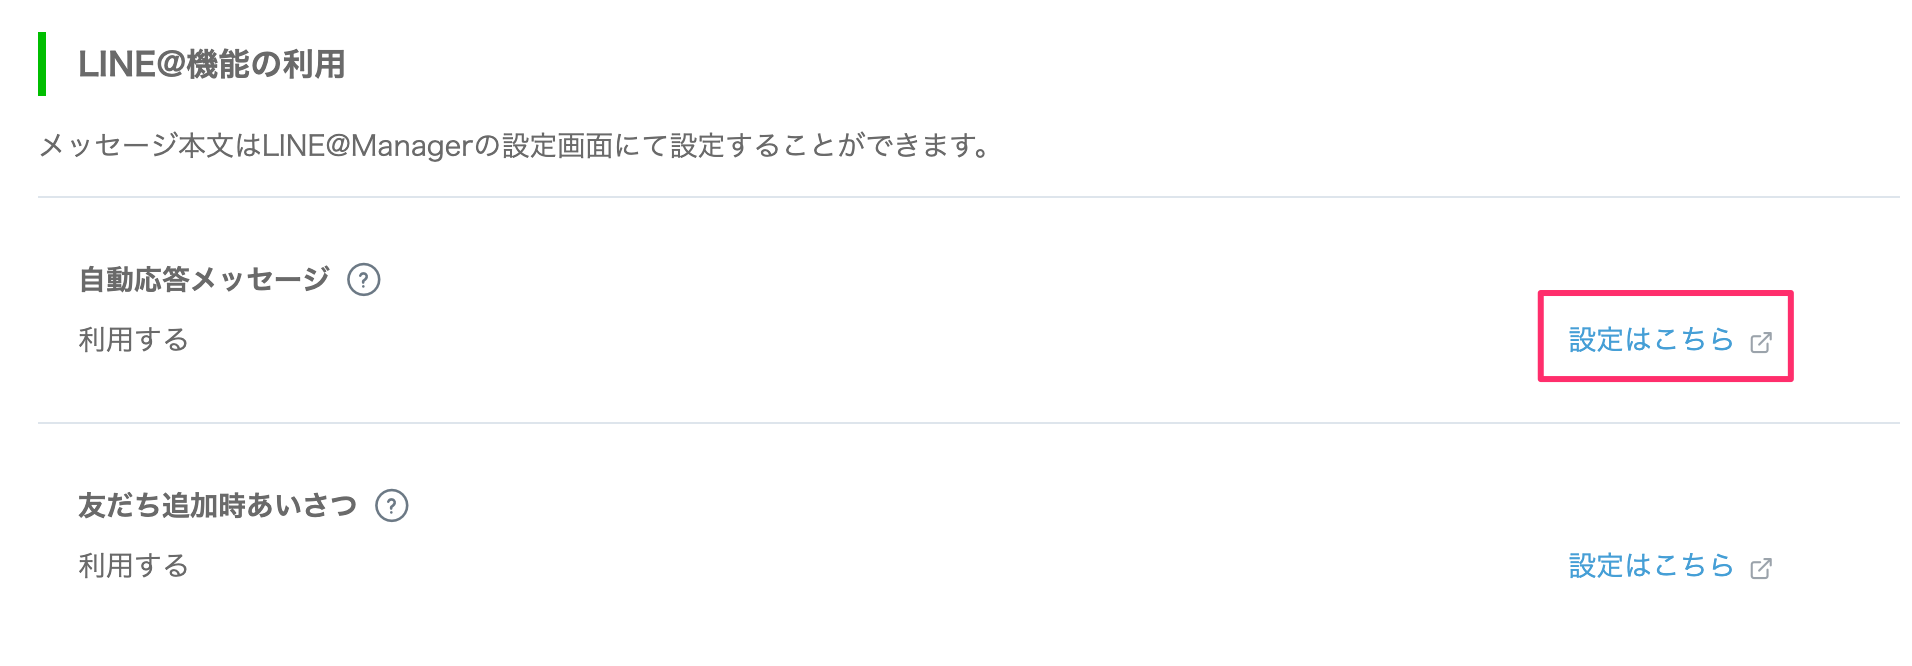 LINE@機能の利用
メッセージ本文はLINE@Managerの設定画面にて設定することができます。
自動応答メッセージ ?
利用する 設定はこちら
友だち追加時あいさつ ?
利用する 設定はこちら